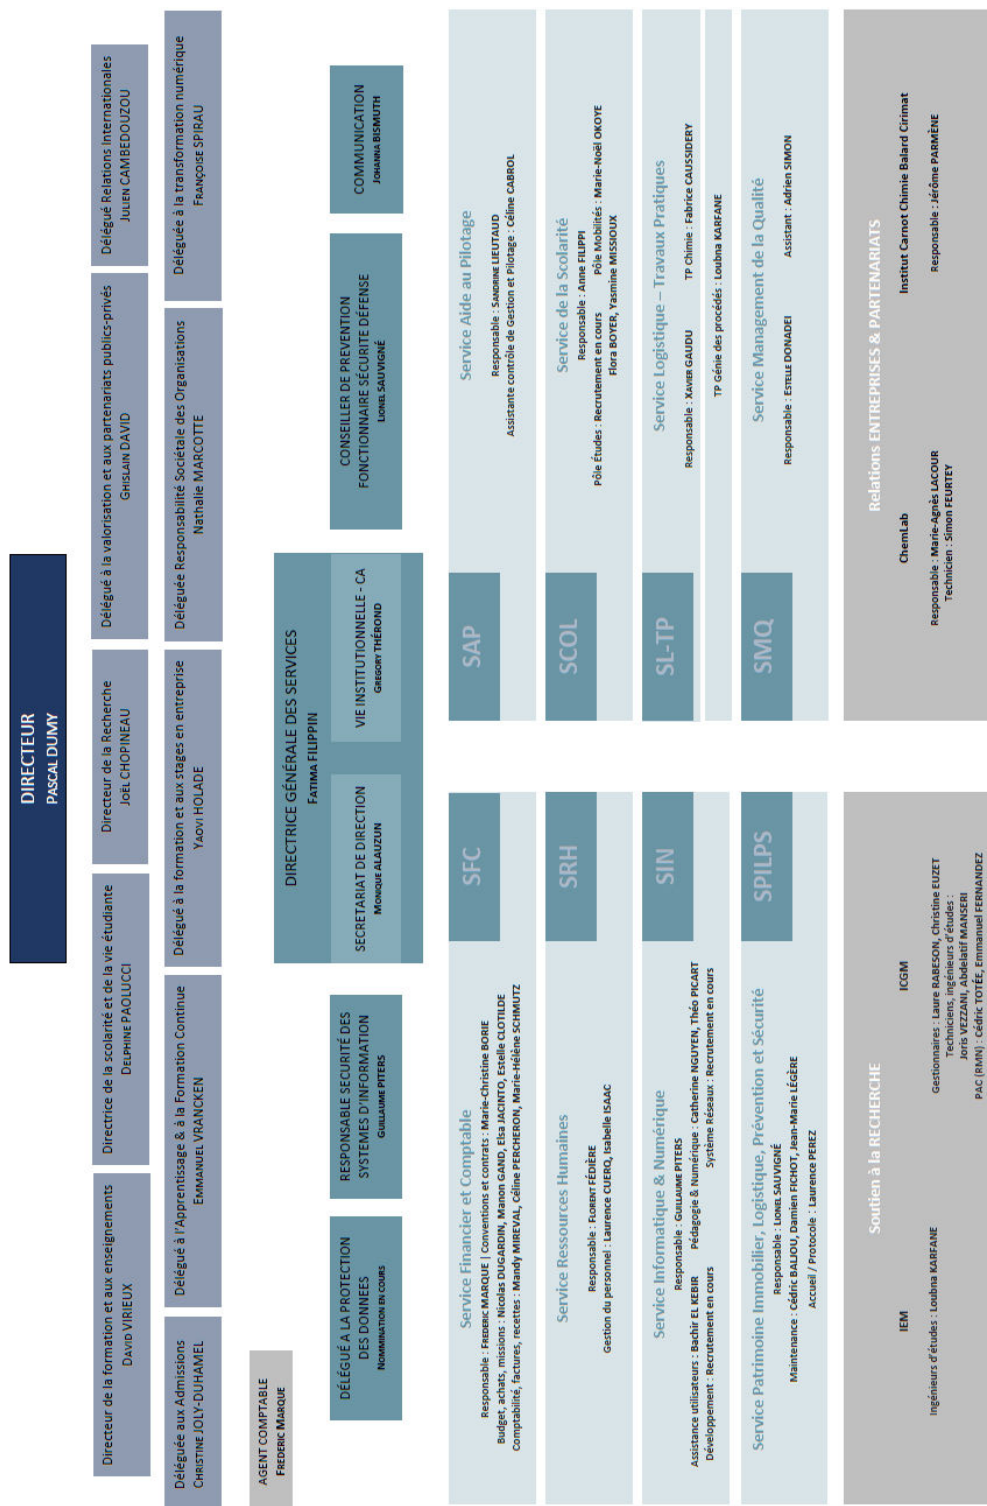 DIRECTEUR
PASCAL DUMY
Directeur de la formation et aux enseignements
DAVID VIRIEUX
Directrice de la scolarité et de la vie étudiante
DELPHINE PAOLUCCI
Directeur de la Recherche
JOËL CHOPINEAU
Délégué à la valorisation et aux partenariats publics-privés
GHISLAIN DAVID
Délégué Relations Internationales
JULIEN CAMBEDOUZOU
Déléguée aux Admissions
CHRISTINE JOLY-DUHAMEL
Délégué à l'Apprentissage & à la Formation Continue
EMMANUEL VRANCKEN
Délégué à la formation et aux stages en entreprise
YAOVI HOLADE
Déléguée Responsabilité Sociétale des Organisations
Nathalie MARCOTTE
Déléguée à la transformation numérique
FRANÇOISE SPIRAU
AGENT COMPTABLE
FREDERIC MARQUE
DIRECTRICE GÉNÉRALE DES SERVICES
FATIMA FILIPPIN
DÉLÉGUÉ A LA PROTECTION
DES DONNEES
NOMMINATION EN COURS
RESPONSABLE SECURITÉ DES
SYSTEMES D'INFORMATION
GUILLAUME PITERS
SECRETARIAT DE DIRECTION
MONIQUE ALAUZUN
VIE INSTITUTIONNELLE - CA
GREGORY THÉROND
CONSEILLER DE PREVENTION
FONCTIONNAIRE SÉCURITÉ DÉFENSE
LIONEL SAUVIGNÉ
COMMUNICATION
JOHANNA BISMUTH
Service Financier et Comptable
SFC
Responsable : FREDERIC MARQUE | Conventions et contrats : Marie-Christine BORIE
Budget, achats, missions : Nicolas DUGARDIN, Manon GAND, Elsa JACINTO, Estelle CLOTILDE
Comptabilité, factures, recettes : Mandy MIREVAL, Céline PERCHERON, Marie-Hélène SCHMUTZ
SAP
Service Aide au Pilotage
Responsable : SANDRINE LIEUTAUD
Assistante contrôle de Gestion et Pilotage : Céline CABROL
Service Ressources Humaines
SRH
Responsable : FLORENT FÉDIÈRE
Gestion du personnel : Laurence CUERQ, Isabelle ISAAC
SCOL
Service de la Scolarité
Responsable : Anne FILIPPI
Pôle Études : Recrutement en cours Pôle Mobilités : Marie-Noël OKOYE
Flora BOYER, Yasmine MISSIOUX
Service Informatique & Numérique
SIN
Responsable : GUILLAUME PITERS
Assistance utilisateurs : Bachir EL KEBIR Pédagogie & Numérique : Catherine NGUYEN, Théo PICART
Développement : Recrutement en cours Système Réseaux : Recrutement en cours
SL-TP
Service Logistique – Travaux Pratiques
Responsable : XAVIER GAUDU TP Chimie : Fabrice CAUSSIDERY
TP Génie des procédés : Loubna KARFANE
Service Patrimoine Immobilier, Logistique, Prévention et Sécurité
SPILPS
Responsable : LIONEL SAUVIGNÉ
Maintenance : Cédric BALJOU, Damien FICHOT, Jean-Marie LÉGÈRE
Accueil / Protocole : Laurence PEREZ
SMQ
Service Management de la Qualité
Responsable : ESTELLE DONADEI Assistant : Adrien SIMON
Soutien à la RECHERCHE
IEM
Ingénieurs d'études : Loubna KARFANE
ICGM
Gestionnaires : Laure RABESON, Christine EUZET
Techniciens, ingénieurs d'études :
Joris VEZZANI, Abdelatif MANSERI
PAC (RMN) : Cédric TOTÉE, Emmanuel FERNANDEZ
Relations ENTREPRISES & PARTENARIATS
ChemLab
Responsable : Marie-Agnès LACOUR
Technicien : Simon FEURTEY
Institut Carnot Chimie Balard Cirimat
Responsable : Jérôme PARMÈNE